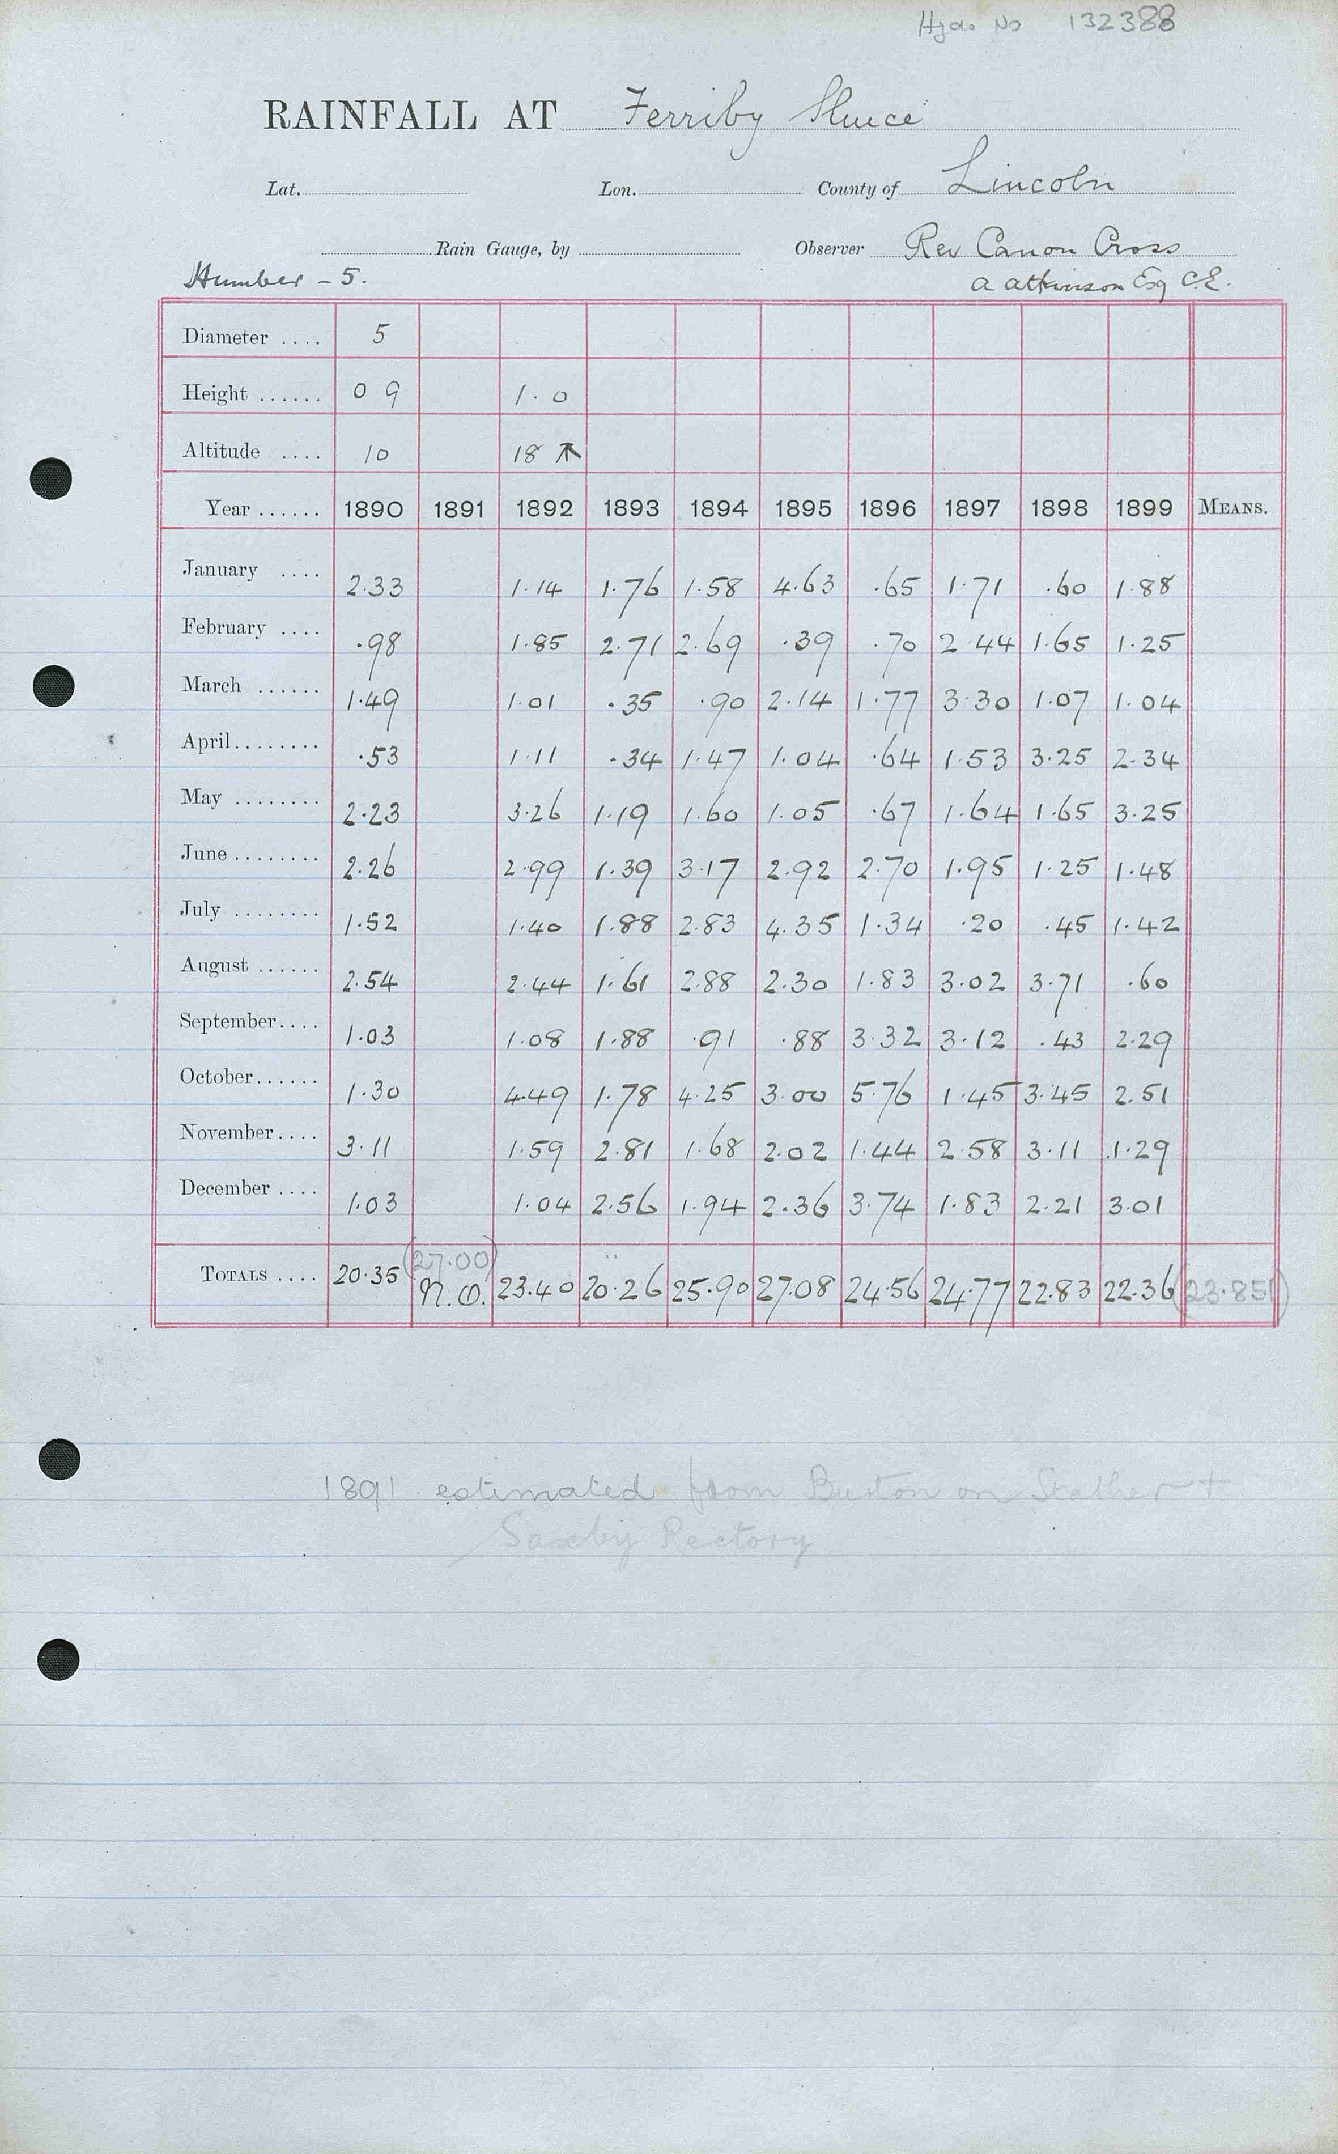 Hydro No 132388
RAINFALL AT Ferriby Sluice
Lat. Lon. County of Lincoln
Rain Gauge, by Observer Rev Canon Cross
Humber - 5. A Atkinson Esq C.E.
Diameter .... 5
Height ...... 0 9 1.0
Altitude .... 10 18 ↑
Year ...... 1890 1891 1892 1893 1894 1895 1896 1897 1898 1899 MEANS.
January .... 2.33 1.14 1.76 1.58 4.63 .65 1.71 .60 1.88
February .... .98 1.85 2.71 2.69 .39 .70 2.44 1.65 1.25
March ...... 1.49 1.01 .35 .90 2.14 1.77 3.30 1.07 1.04
April........ .53 1.11 .34 1.47 1.04 .64 1.53 3.25 2.34
May ........ 2.23 3.26 1.19 1.60 1.05 .67 1.64 1.65 3.25
June ........ 2.26 2.99 1.39 3.17 2.92 2.70 1.95 1.25 1.48
July ........ 1.52 1.40 1.88 2.83 4.35 1.34 .20 .45 1.42
August ...... 2.54 2.44 1.61 2.88 2.30 1.83 3.02 3.71 .60
September.... 1.03 1.08 1.88 .91 .88 3.32 3.12 .43 2.29
October...... 1.30 4.49 1.78 4.25 3.00 5.76 1.45 3.45 2.51
November.... 3.11 1.59 2.81 1.68 2.02 1.44 2.58 3.11 1.29
December .... 1.03 1.04 2.56 1.94 2.36 3.74 1.83 2.21 3.01
(27.00)
TOTALS .... 20.35 N.O. 23.40 20.26 25.90 27.08 24.56 24.77 22.83 22.36 (23.851)
1891 estimated from Burton on Stather +
Saxby Rectory